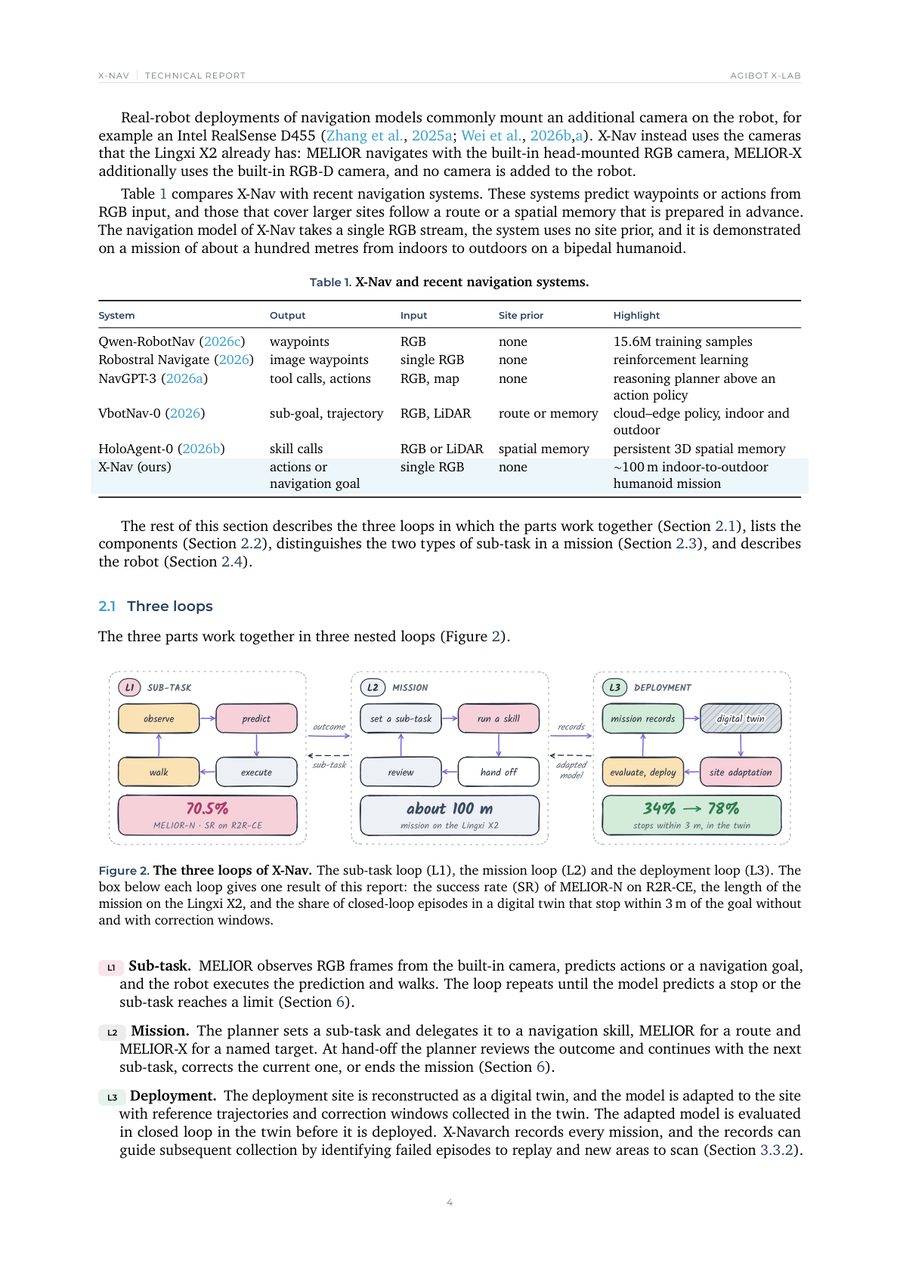 X-NAV | TECHNICAL REPORT AGIBOT X-LAB
Real-robot deployments of navigation models commonly mount an additional camera on the robot, for
example an Intel RealSense D455 (Zhang et al., 2025a; Wei et al., 2026b,a). X-Nav instead uses the cameras
that the Lingxi X2 already has: MELIOR navigates with the built-in head-mounted RGB camera, MELIOR-X
additionally uses the built-in RGB-D camera, and no camera is added to the robot.
Table 1 compares X-Nav with recent navigation systems. These systems predict waypoints or actions from
RGB input, and those that cover larger sites follow a route or a spatial memory that is prepared in advance.
The navigation model of X-Nav takes a single RGB stream, the system uses no site prior, and it is demonstrated
on a mission of about a hundred metres from indoors to outdoors on a bipedal humanoid.
Table 1. X-Nav and recent navigation systems.
System Output Input Site prior Highlight
Qwen-RobotNav (2026c) waypoints RGB none 15.6M training samples
Robostral Navigate (2026) image waypoints single RGB none reinforcement learning
NavGPT-3 (2026a) tool calls, actions RGB, map none reasoning planner above an
action policy
VbotNav-0 (2026) sub-goal, trajectory RGB, LiDAR route or memory cloud–edge policy, indoor and
outdoor
HoloAgent-0 (2026b) skill calls RGB or LiDAR spatial memory persistent 3D spatial memory
X-Nav (ours) actions or single RGB none ~100 m indoor-to-outdoor
navigation goal humanoid mission
The rest of this section describes the three loops in which the parts work together (Section 2.1), lists the
components (Section 2.2), distinguishes the two types of sub-task in a mission (Section 2.3), and describes
the robot (Section 2.4).
2.1 Three loops
The three parts work together in three nested loops (Figure 2).
L1 SUB-TASK
observe predict
walk execute
70.5%
MELIOR-N · SR on R2R-CE
outcome
sub-task
L2 MISSION
set a sub-task run a skill
review hand off
about 100 m
mission on the Lingxi X2
records
adapted
model
L3 DEPLOYMENT
mission records digital twin
evaluate, deploy site adaptation
34% → 78%
stops within 3 m, in the twin
Figure 2. The three loops of X-Nav. The sub-task loop (L1), the mission loop (L2) and the deployment loop (L3). The
box below each loop gives one result of this report: the success rate (SR) of MELIOR-N on R2R-CE, the length of the
mission on the Lingxi X2, and the share of closed-loop episodes in a digital twin that stop within 3 m of the goal without
and with correction windows.
L1 Sub-task. MELIOR observes RGB frames from the built-in camera, predicts actions or a navigation goal,
and the robot executes the prediction and walks. The loop repeats until the model predicts a stop or the
sub-task reaches a limit (Section 6).
L2 Mission. The planner sets a sub-task and delegates it to a navigation skill, MELIOR for a route and
MELIOR-X for a named target. At hand-off the planner reviews the outcome and continues with the next
sub-task, corrects the current one, or ends the mission (Section 6).
L3 Deployment. The deployment site is reconstructed as a digital twin, and the model is adapted to the site
with reference trajectories and correction windows collected in the twin. The adapted model is evaluated
in closed loop in the twin before it is deployed. X-Navarch records every mission, and the records can
guide subsequent collection by identifying failed episodes to replay and new areas to scan (Section 3.3.2).
4